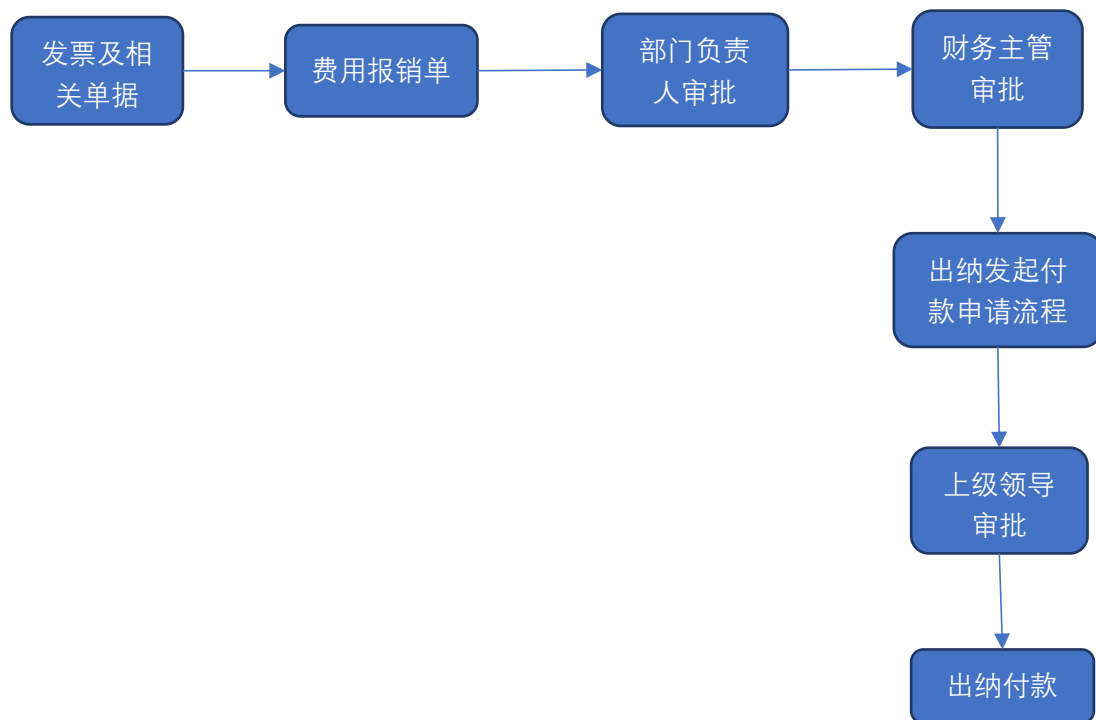 发票及相
关单据
费用报销单
部门负责
人审批
财务主管
审批
出纳发起付
款申请流程
上级领导
审批
出纳付款